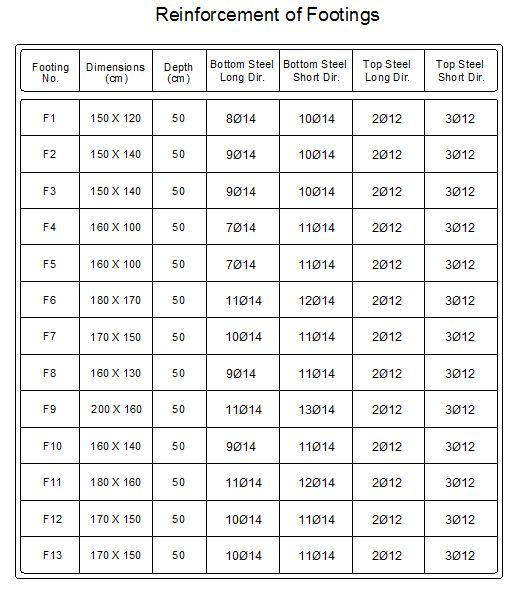 Reinforcement of Footings
Footing No. Dimensions (cm) Depth (cm) Bottom Steel Long Dir. Bottom Steel Short Dir. Top Steel Long Dir. Top Steel Short Dir.
F1 150 X 120 50 8Ø14 10Ø14 2Ø12 3Ø12
F2 150 X 140 50 9Ø14 10Ø14 2Ø12 3Ø12
F3 150 X 140 50 9Ø14 10Ø14 2Ø12 3Ø12
F4 160 X 100 50 7Ø14 11Ø14 2Ø12 3Ø12
F5 160 X 100 50 7Ø14 11Ø14 2Ø12 3Ø12
F6 180 X 170 50 11Ø14 12Ø14 2Ø12 3Ø12
F7 170 X 150 50 10Ø14 11Ø14 2Ø12 3Ø12
F8 160 X 130 50 9Ø14 11Ø14 2Ø12 3Ø12
F9 200 X 160 50 11Ø14 13Ø14 2Ø12 3Ø12
F10 160 X 140 50 9Ø14 11Ø14 2Ø12 3Ø12
F11 180 X 160 50 11Ø14 12Ø14 2Ø12 3Ø12
F12 170 X 150 50 10Ø14 11Ø14 2Ø12 3Ø12
F13 170 X 150 50 10Ø14 11Ø14 2Ø12 3Ø12